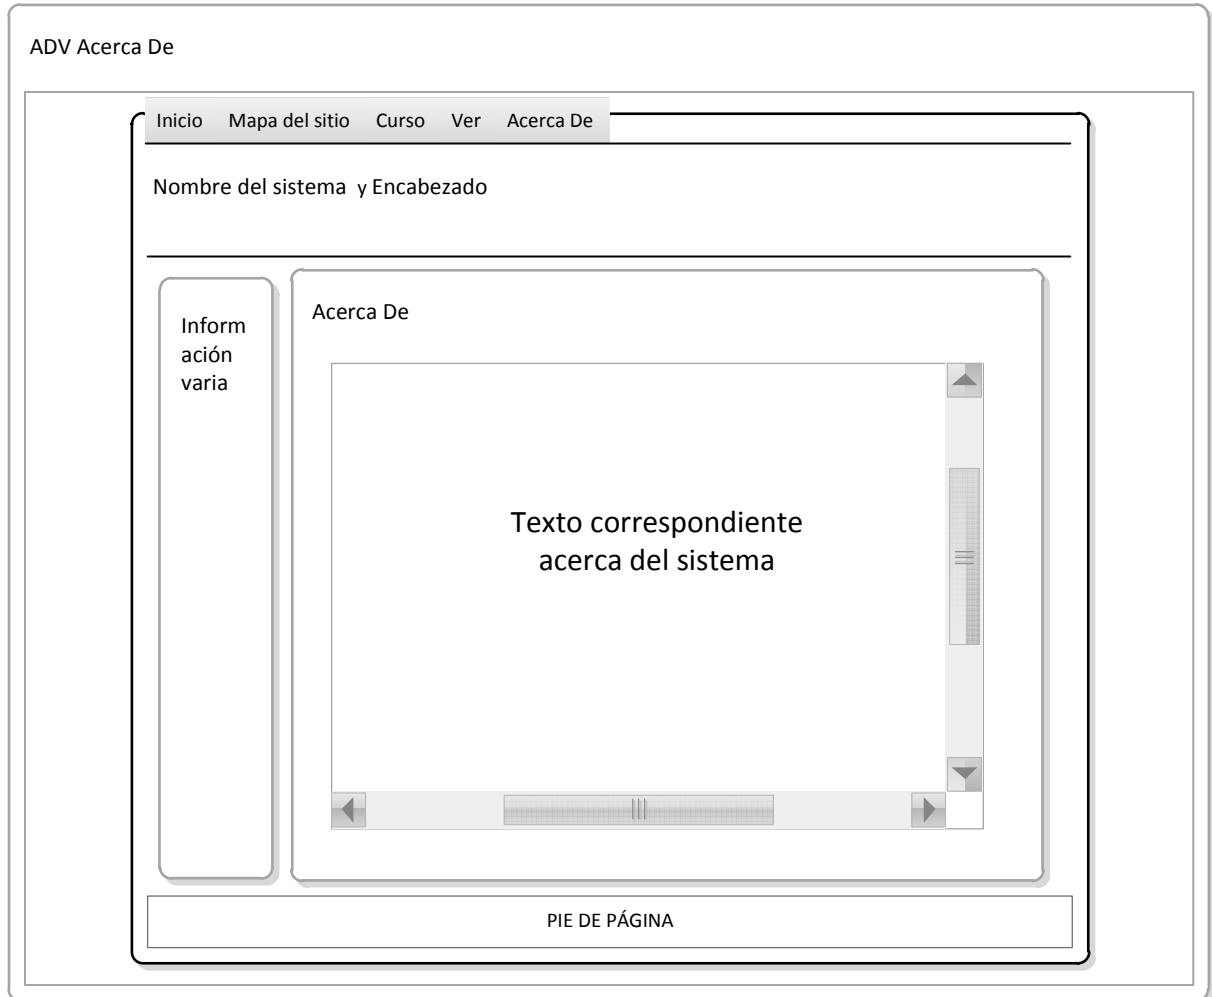 ADV Acerca De
Inicio Mapa del sitio Curso Ver Acerca De
Nombre del sistema y Encabezado
Inform
ación
varia
Acerca De
Texto correspondiente
acerca del sistema
PIE DE PÁGINA